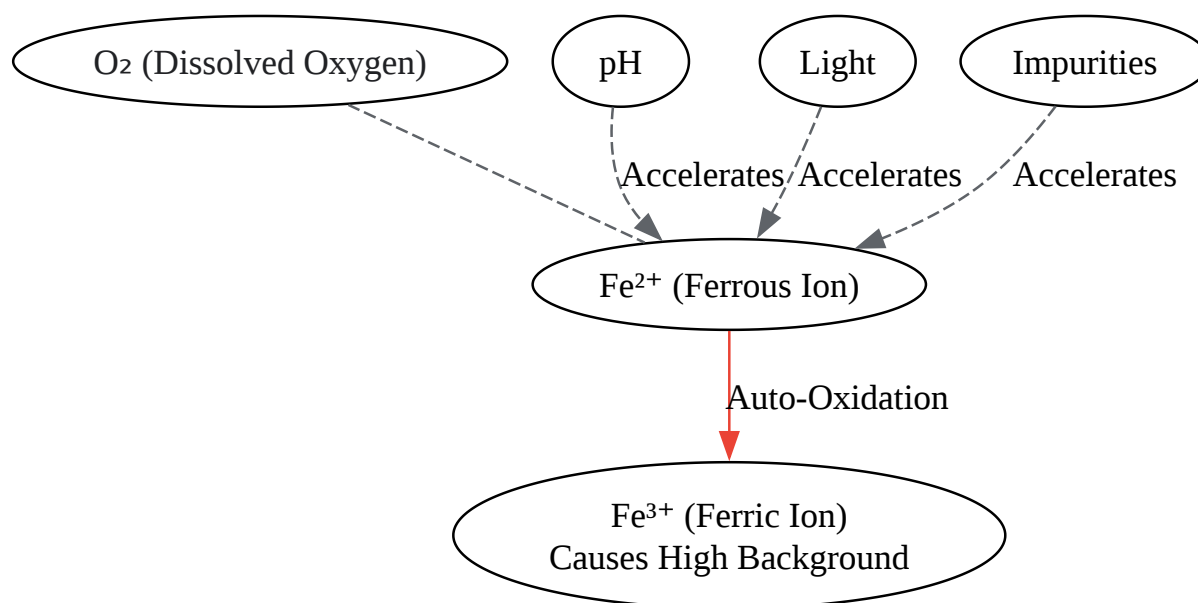 O₂ (Dissolved Oxygen)
pH
Light
Impurities
Accelerates
Accelerates
Accelerates
Fe²⁺ (Ferrous Ion)
Auto-Oxidation
Fe³⁺ (Ferric Ion)
Causes High Background